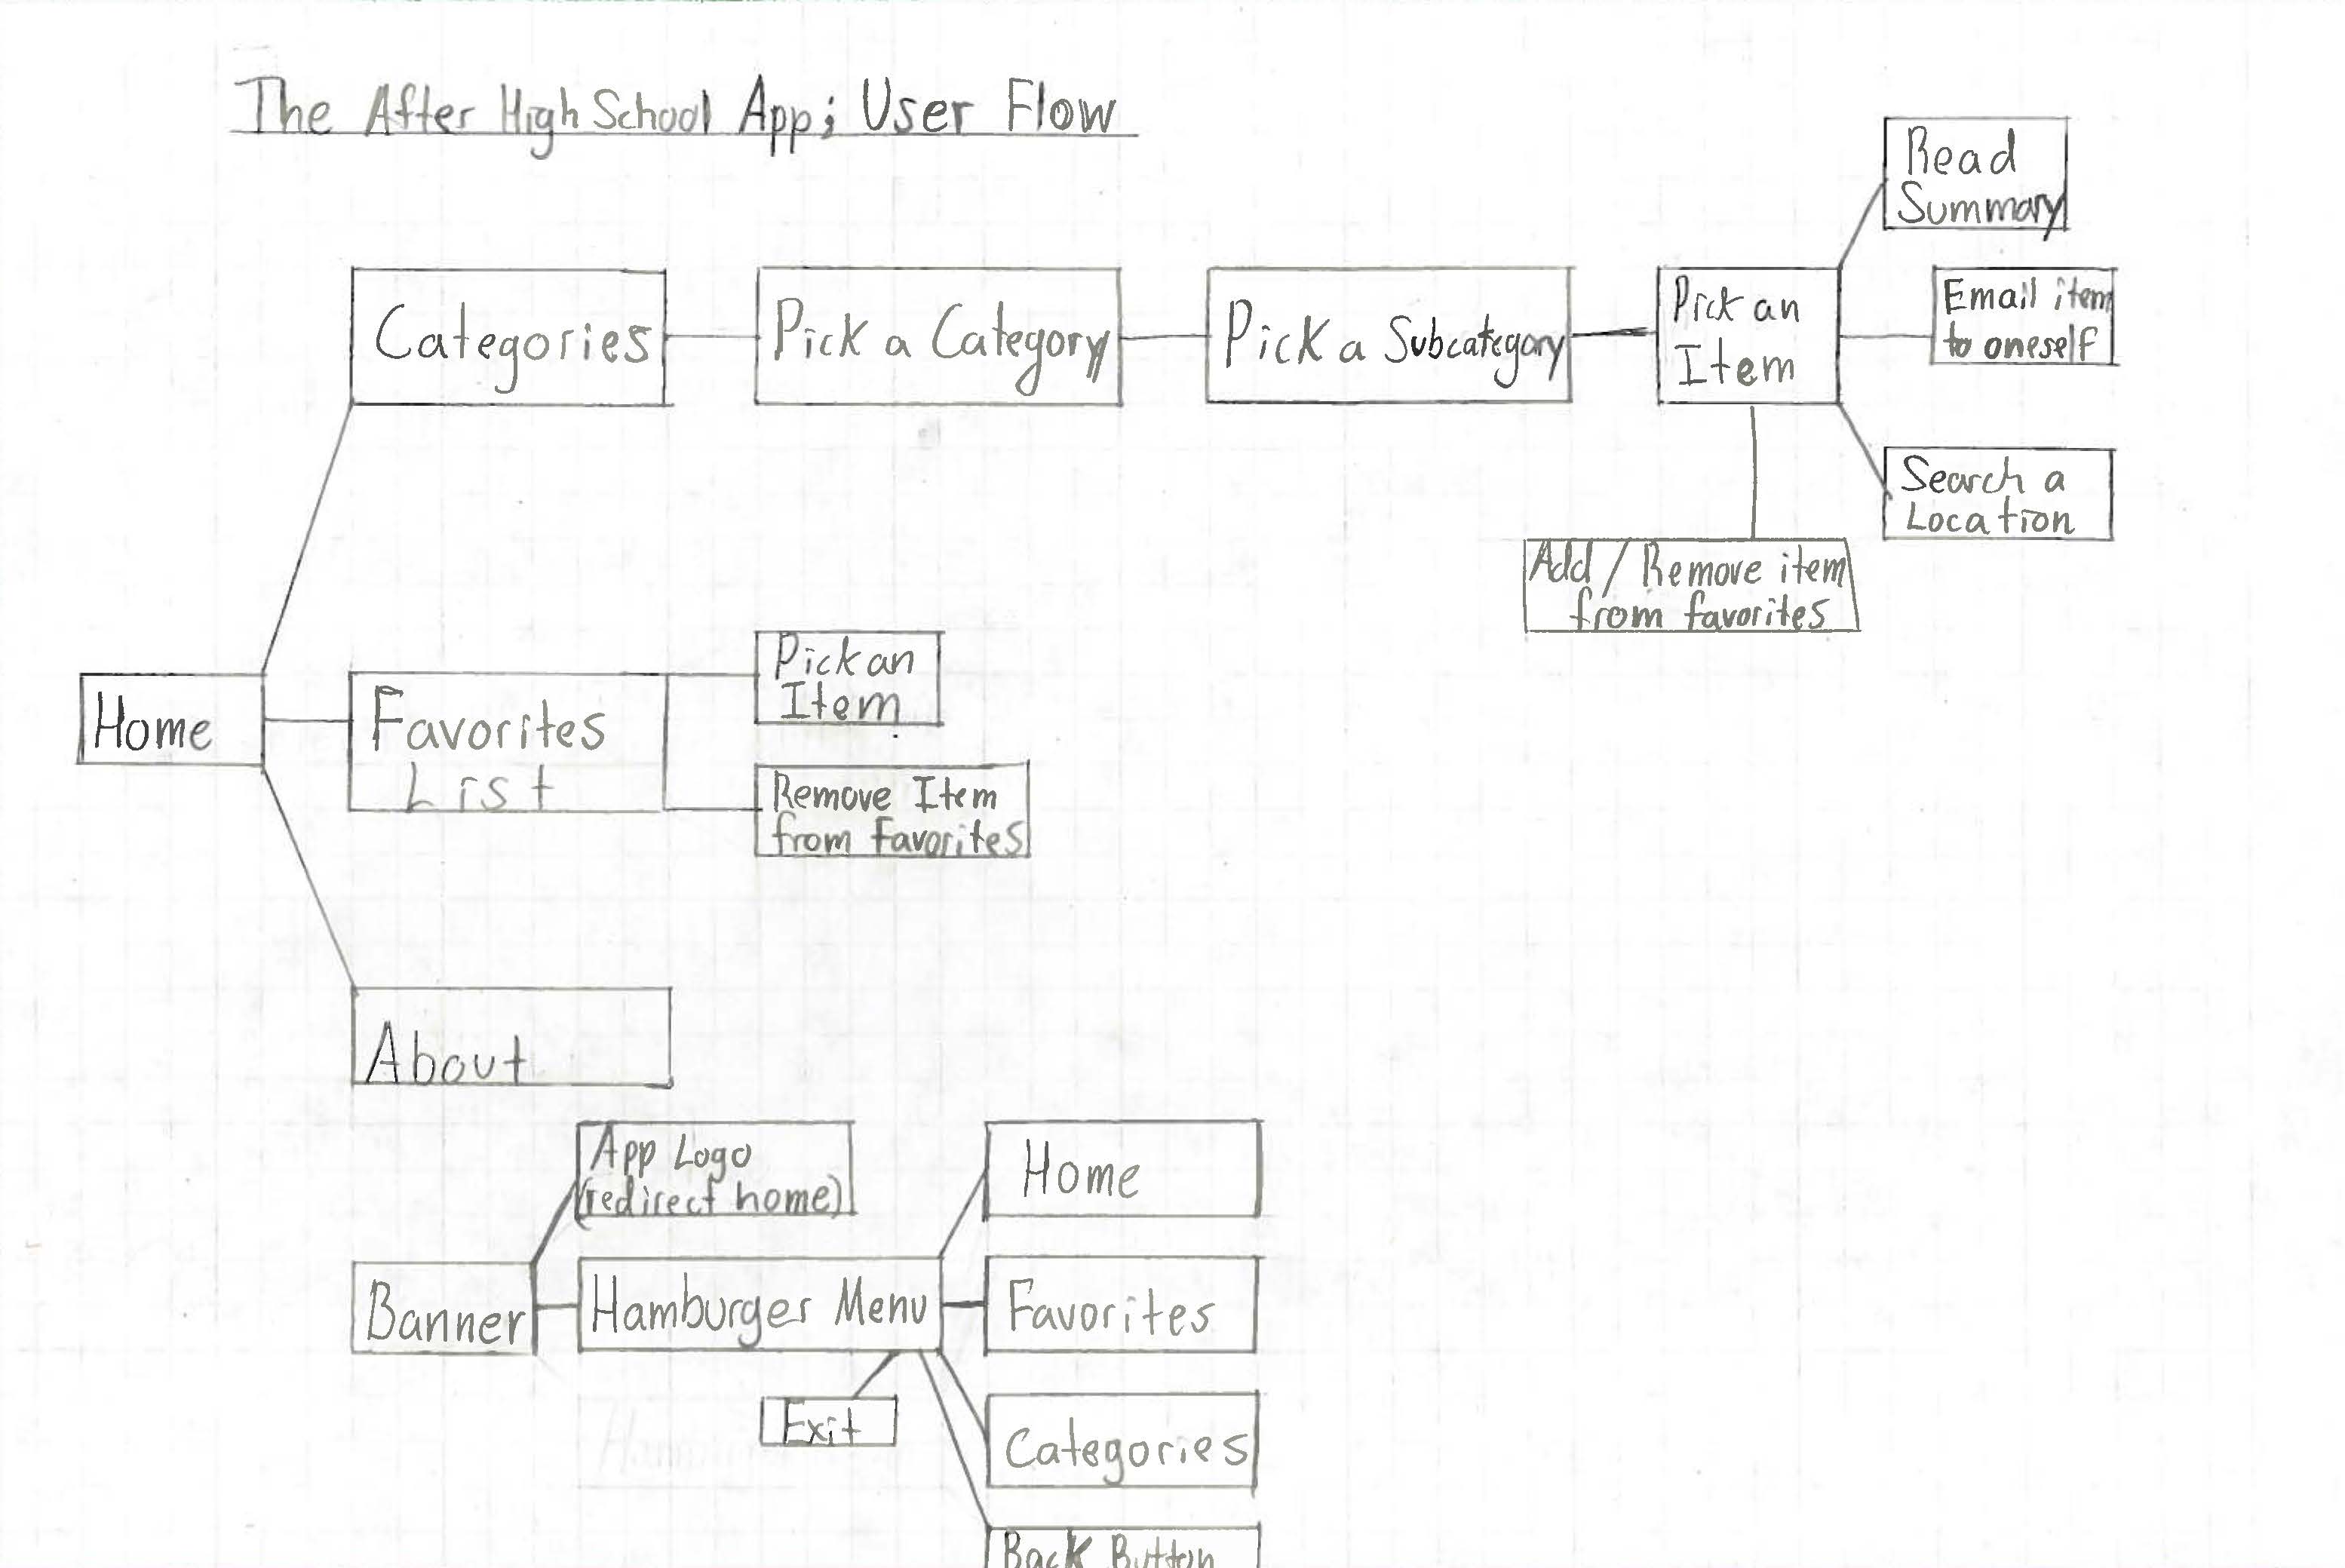 The After High School App; User Flow
Read
Summary
Categories
Pick a Category
Pick a Subcategory
Pick an
Item
Email item
to oneself
Search a
Location
Add / Remove item
from favorites
Home
Favorites
List
Pick an
Item
Remove Item
from Favorites
About
Banner
App Logo
(redirect home)
Hamburger Menu
Exit
Home
Favorites
Categories
Back Button